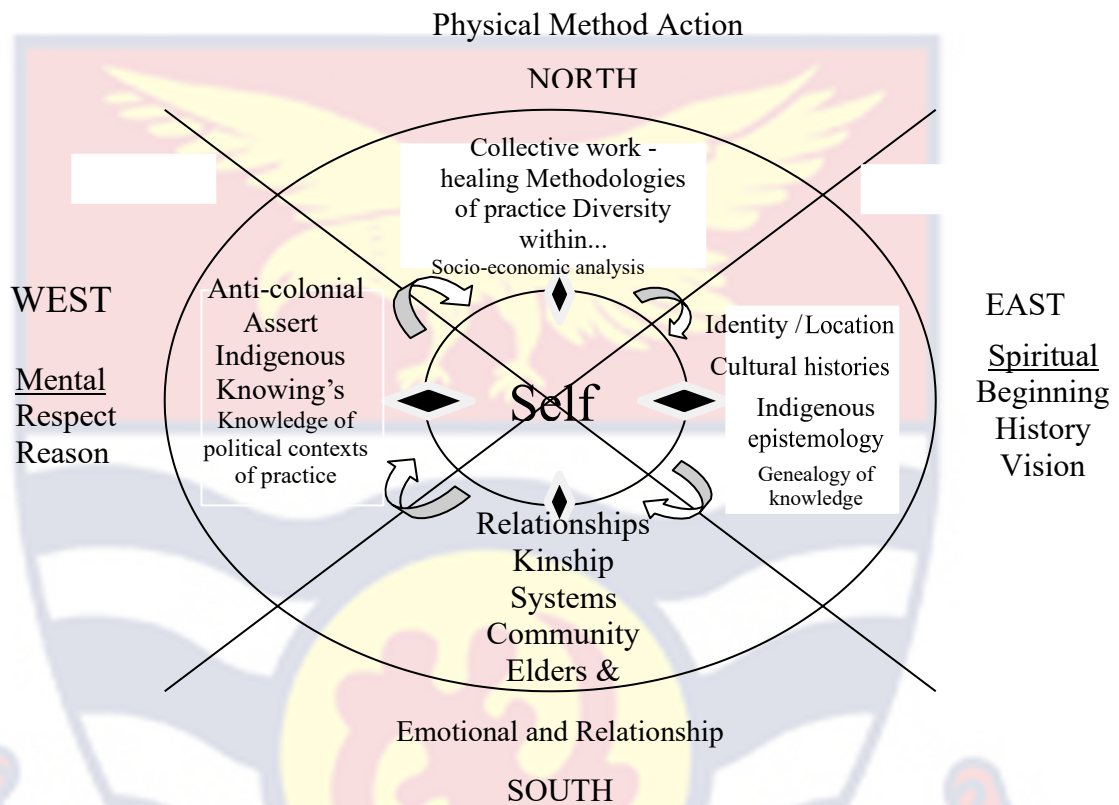 Physical Method Action
NORTH
Collective work -
healing Methodologies
of practice Diversity
within...
Socio-economic analysis
WEST
Mental
Respect
Reason
Anti-colonial
Assert
Indigenous
Knowing’s
Knowledge of
political contexts
of practice
Self
Identity /Location
Cultural histories
Indigenous
epistemology
Genealogy of
knowledge
EAST
Spiritual
Beginning
History
Vision
Relationships
Kinship
Systems
Community
Elders &
Emotional and Relationship
SOUTH